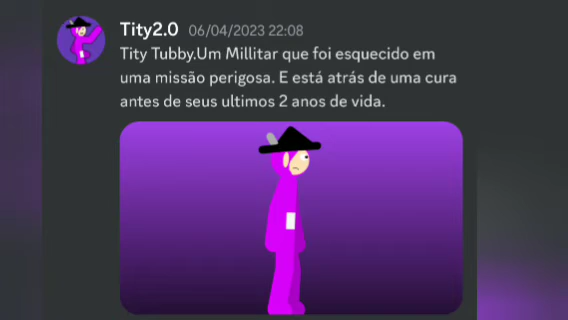 Tity2.0 06/04/2023 22:08
Tity Tubby.Um Millitar que foi esquecido em
uma missão perigosa. E está atrás de uma cura
antes de seus ultimos 2 anos de vida.